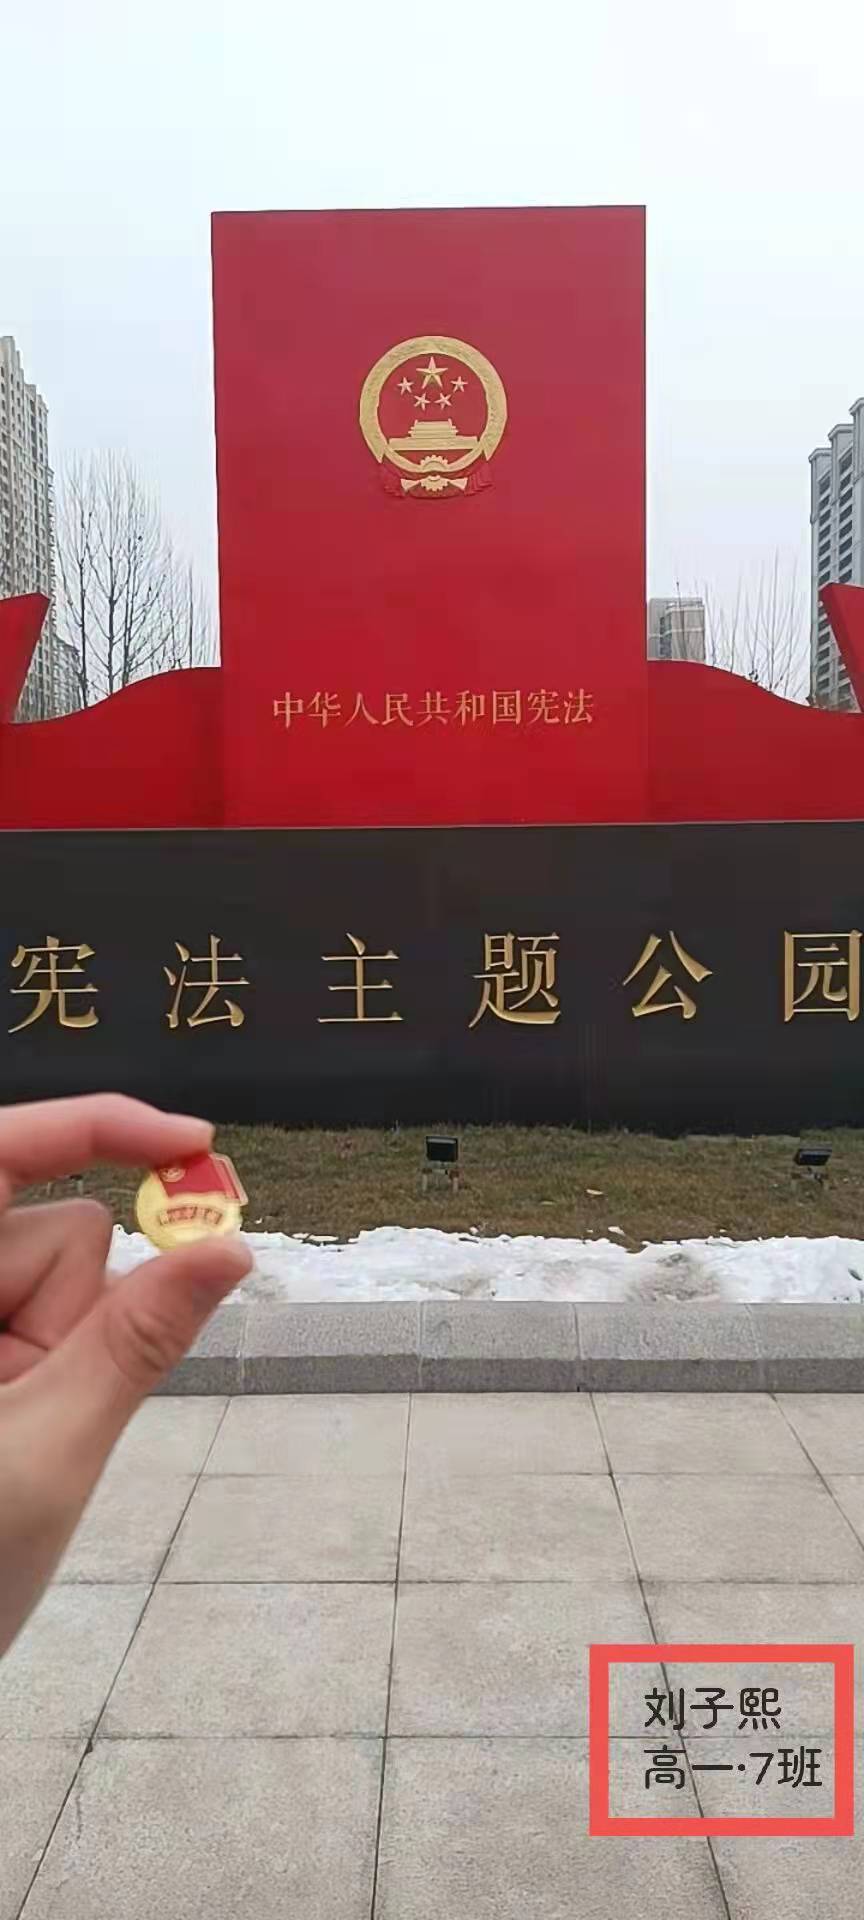 中华人民共和国宪法
宪法主题公园
刘子熙
高一·7班